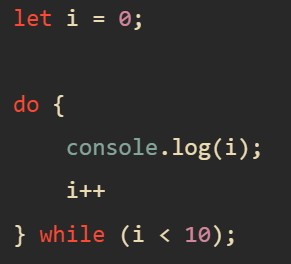 let i = 0;

do {
    console.log(i);
    i++
} while (i < 10);